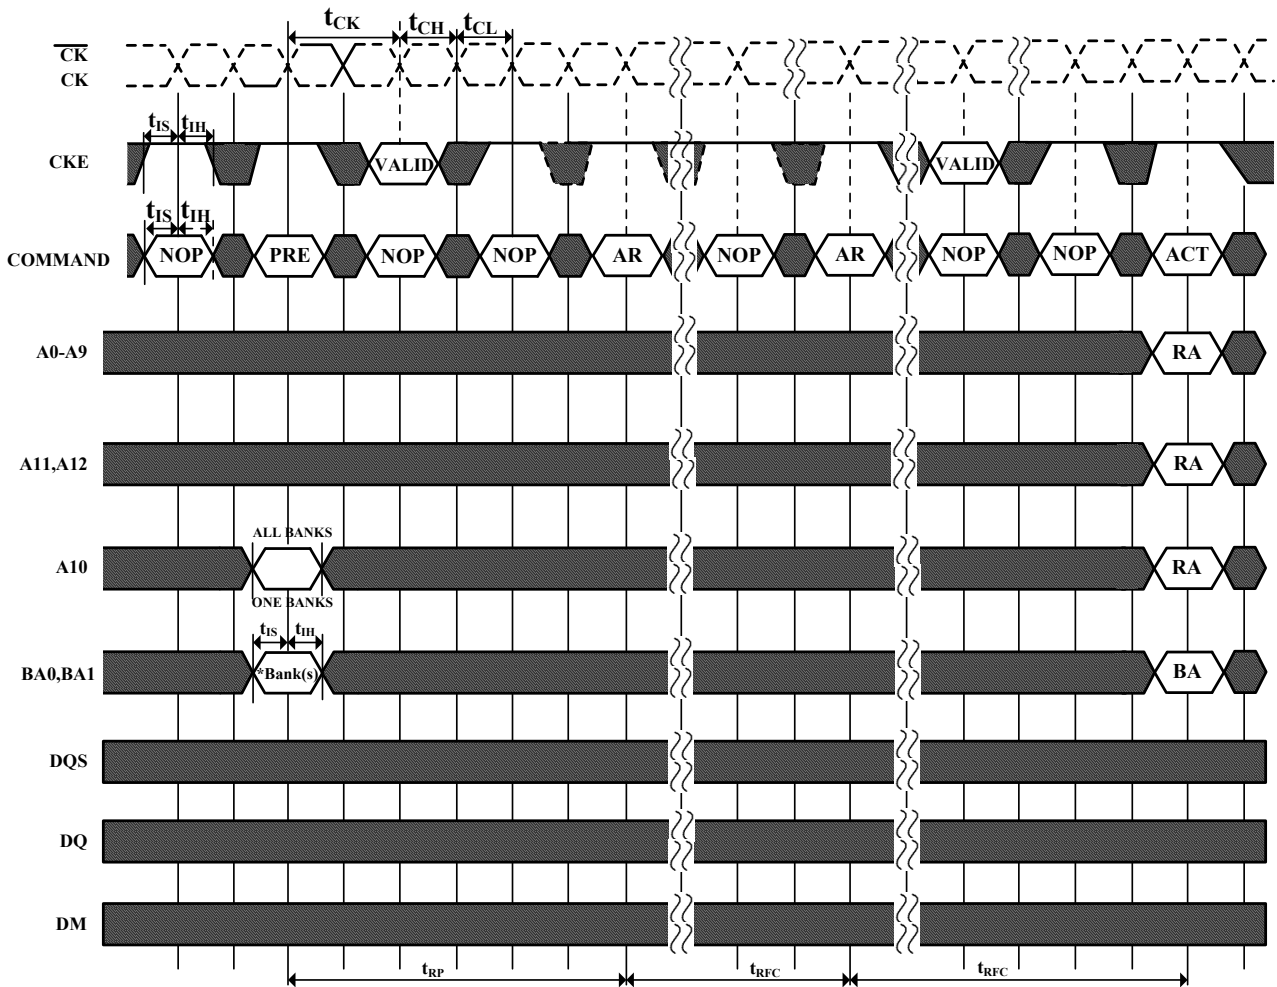 tCK tCH tCL
CK
CK
tIS tIH
CKE VALID VALID
tIS tIH
COMMAND NOP PRE NOP NOP AR NOP AR NOP NOP ACT
A0-A9 RA
A11,A12 RA
ALL BANKS
A10 RA
ONE BANKS
tIS tIH
BA0,BA1 *Bank(s) BA
DQS
DQ
DM
tRP tRFC tRFC